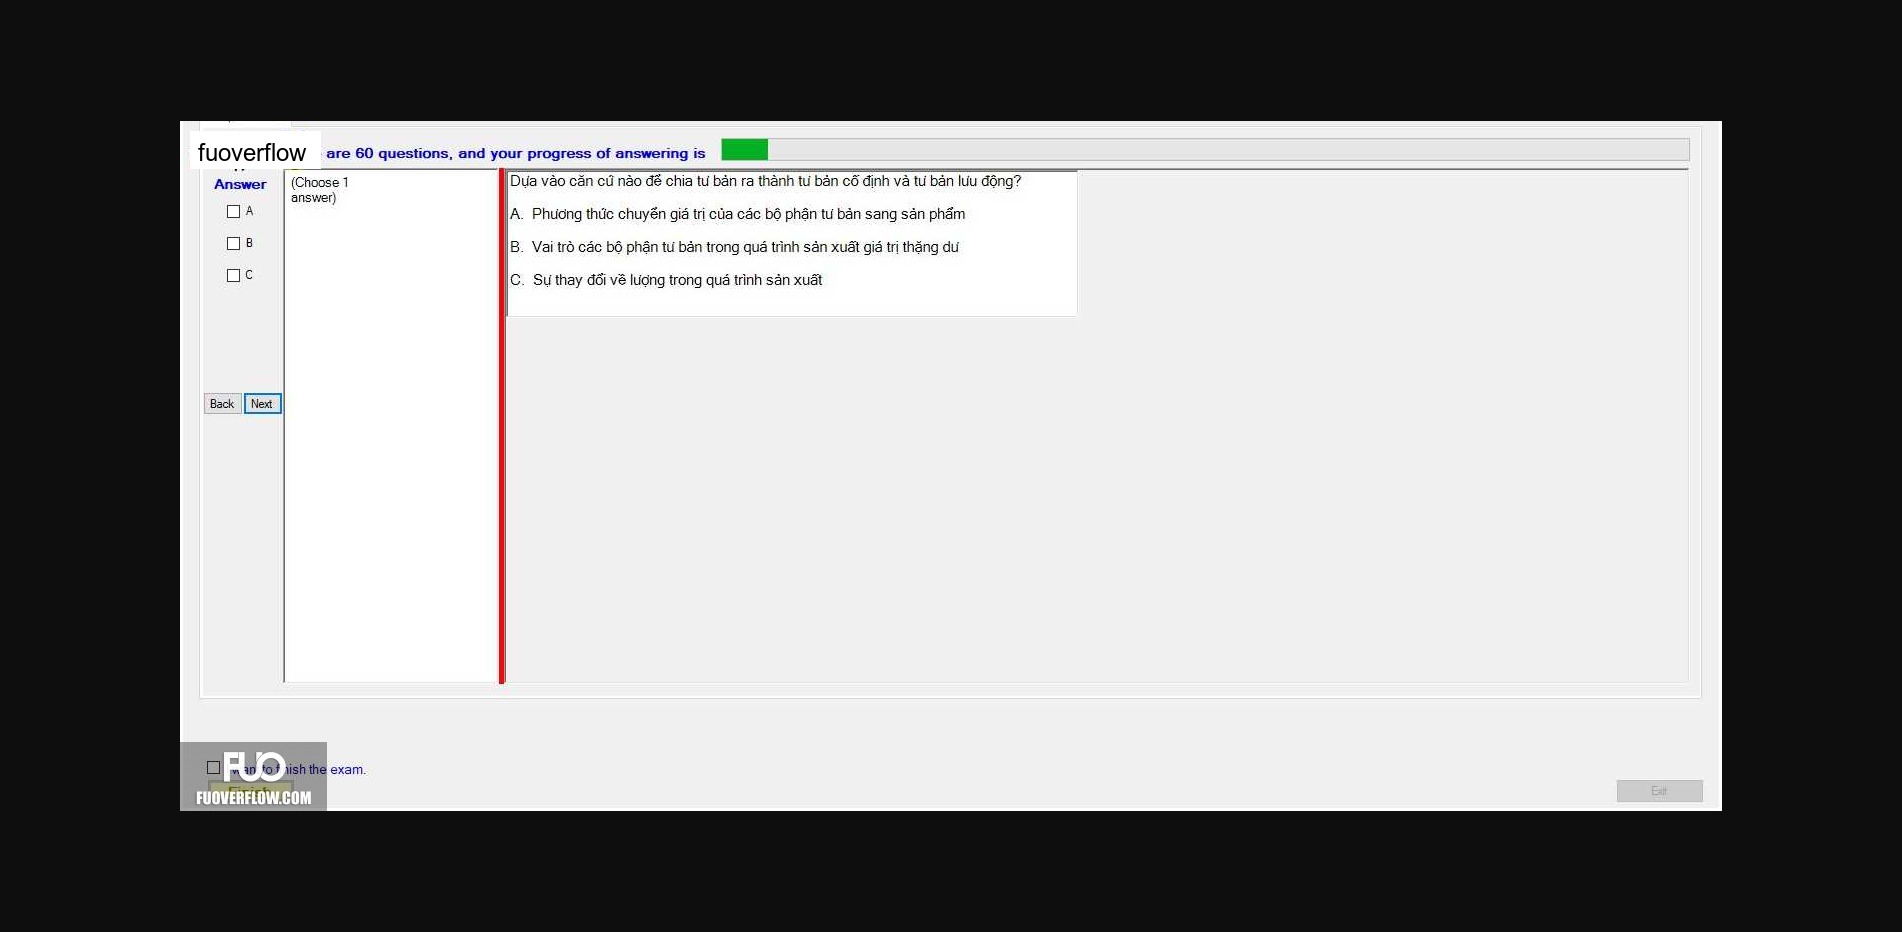 fuoverflow are 60 questions, and your progress of answering is
Answer
(Choose 1
answer)
A
B
C
Back Next
Dựa vào căn cứ nào để chia tư bản ra thành tư bản cố định và tư bản lưu động?
A. Phương thức chuyển giá trị của các bộ phận tư bản sang sản phẩm
B. Vai trò các bộ phận tư bản trong quá trình sản xuất giá trị thặng dư
C. Sự thay đổi về lượng trong quá trình sản xuất
FUO
want to finish the exam.
Finish
FUOVERFLOW.COM
Exit